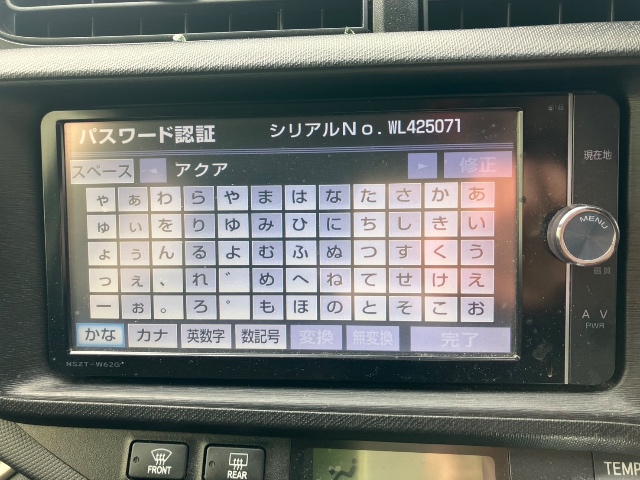 パスワード認証 シリアルNo. WL425071
スペース アクア 修正
ゃ ぁ わ ら や ま は な た さ か あ
ゅ ぃ を り ゆ み ひ に ち し き い
ょ ぅ ん る よ む ふ ぬ つ す く う
っ ぇ 、 れ ゛ め へ ね て せ け え
ー ぉ 。 ろ ゜ も ほ の と そ こ お
かな カナ 英数字 数記号 変換 無変換 完了
NSZT-W62G
現在地
MENU
画質
A V
PWR
FRONT
REAR
TEMP